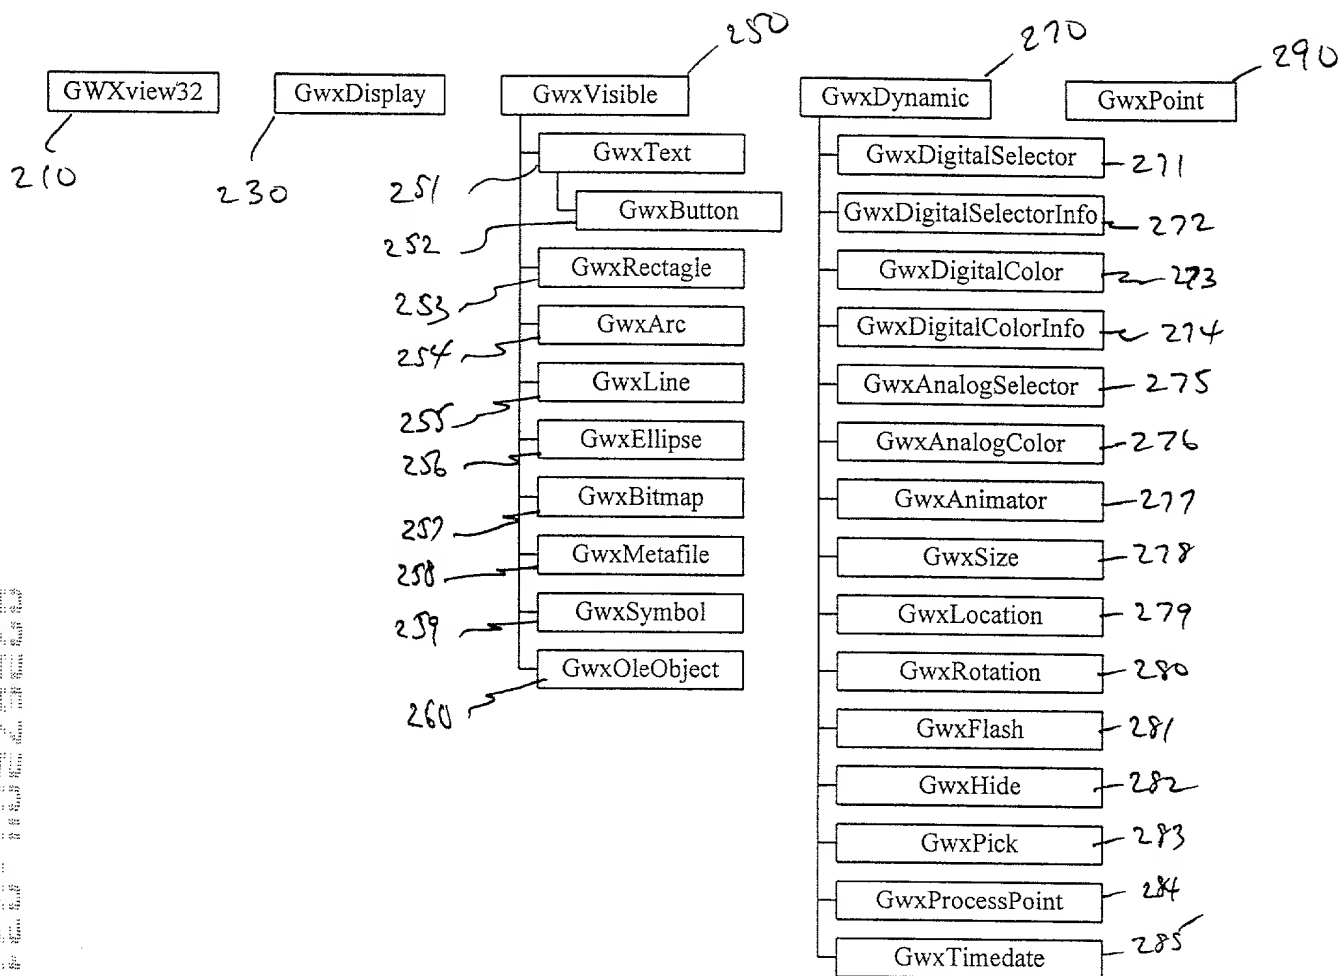 250
270
290
GWXview32
GwxDisplay
GwxVisible
GwxDynamic
GwxPoint
210
230
GwxText
251
GwxButton
252
GwxRectagle
253
GwxArc
254
GwxLine
255
GwxEllipse
256
GwxBitmap
257
GwxMetafile
258
GwxSymbol
259
GwxOleObject
260
GwxDigitalSelector
271
GwxDigitalSelectorInfo
272
GwxDigitalColor
273
GwxDigitalColorInfo
274
GwxAnalogSelector
275
GwxAnalogColor
276
GwxAnimator
277
GwxSize
278
GwxLocation
279
GwxRotation
280
GwxFlash
281
GwxHide
282
GwxPick
283
GwxProcessPoint
284
GwxTimedate
285